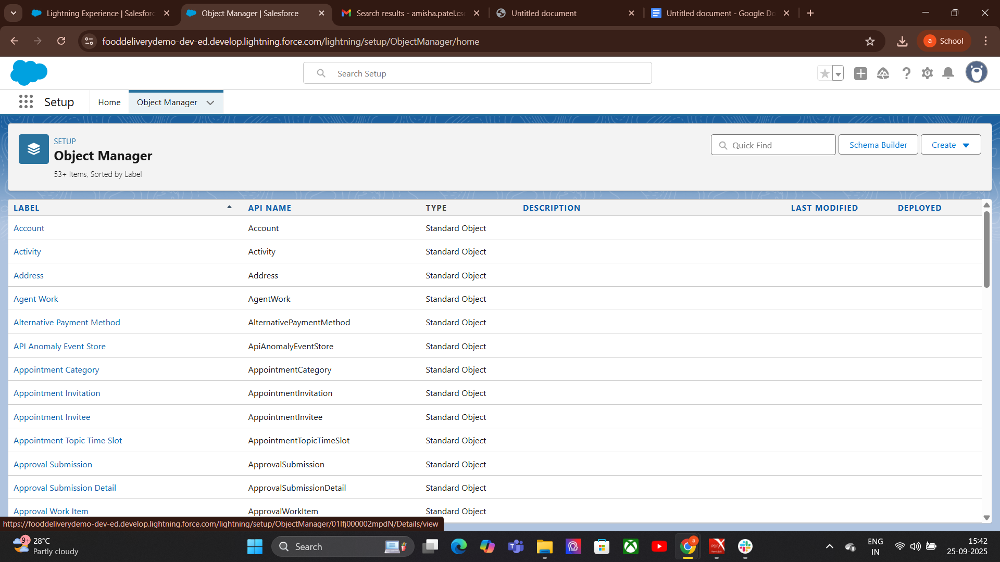 Lightning Experience | Salesforc
Object Manager | Salesforce
Search results - amisha.patel.cs
Untitled document
Untitled document - Google Do
fooddeliverydemo-dev-ed.develop.lightning.force.com/lightning/setup/ObjectManager/home
a School
Search Setup
Setup Home Object Manager
SETUP
Object Manager
53+ Items, Sorted by Label
Quick Find
Schema Builder
Create
LABEL API NAME TYPE DESCRIPTION LAST MODIFIED DEPLOYED
Account Account Standard Object
Activity Activity Standard Object
Address Address Standard Object
Agent Work AgentWork Standard Object
Alternative Payment Method AlternativePaymentMethod Standard Object
API Anomaly Event Store ApiAnomalyEventStore Standard Object
Appointment Category AppointmentCategory Standard Object
Appointment Invitation AppointmentInvitation Standard Object
Appointment Invitee AppointmentInvitee Standard Object
Appointment Topic Time Slot AppointmentTopicTimeSlot Standard Object
Approval Submission ApprovalSubmission Standard Object
Approval Submission Detail ApprovalSubmissionDetail Standard Object
Approval Work Item ApprovalWorkItem Standard Object
https://fooddeliverydemo-dev-ed.develop.lightning.force.com/lightning/setup/ObjectManager/01Ifj000002mpdN/Details/view
9+ 28°C
Partly cloudy
Search
a
PDF
ENG
IN
15:42
25-09-2025